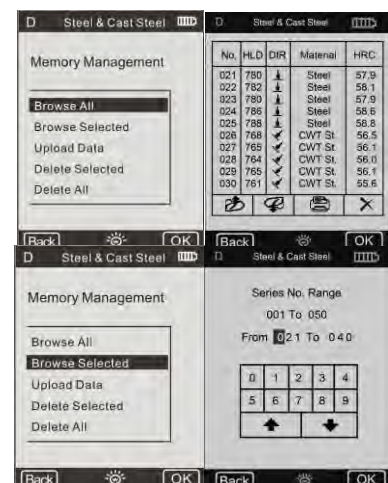 D Steel & Cast Steel
Memory Management
Browse All
Browse Selected
Upload Data
Delete Selected
Delete All
Back OK
D Steel & Cast Steel
No. HLD DIR Material HRC
021 780 Steel 57.9
022 782 Steel 58.1
023 780 Steel 57.9
024 786 Steel 58.6
025 788 Steel 58.8
026 768 CWT St. 56.5
027 765 CWT St. 56.1
028 764 CWT St. 56.0
029 765 CWT St. 56.1
030 761 CWT St. 55.6
Back OK
D Steel & Cast Steel
Memory Management
Browse All
Browse Selected
Upload Data
Delete Selected
Delete All
Back OK
D Steel & Cast Steel
Series No. Range
001 To 050
From 021 To 040
0 1 2 3 4
5 6 7 8 9
Back OK